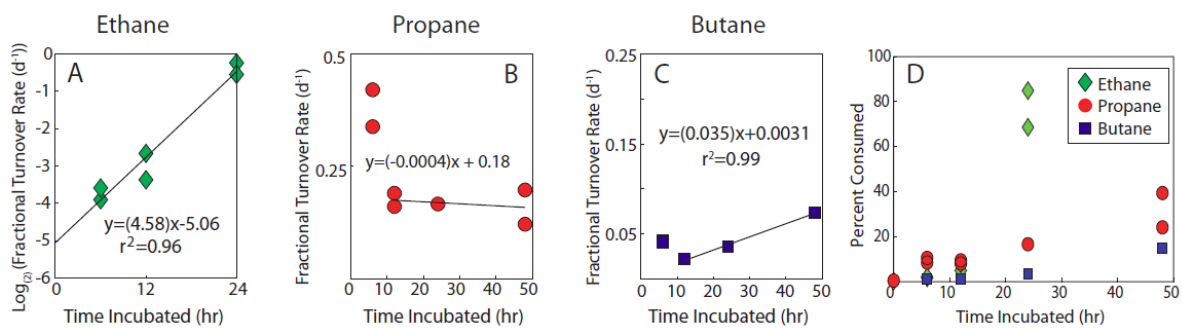 Ethane
A
Log(2)(Fractional Turnover Rate (d-1))
0
-1
-2
-3
-4
-5
-6
y=(4.58)x-5.06
r2=0.96
0
12
24
Time Incubated (hr)
Propane
B
Fractional Turnover Rate (d-1)
0.5
0.25
y=(-0.0004)x + 0.18
0
10
20
30
40
50
Time Incubated (hr)
Butane
C
Fractional Turnover Rate (d-1)
0.25
0.15
0.05
y=(0.035)x+0.0031
r2=0.99
0
10
20
30
40
50
Time Incubated (hr)
D
Percent Consumed
100
80
60
40
20
Ethane
Propane
Butane
0
10
20
30
40
50
Time Incubated (hr)